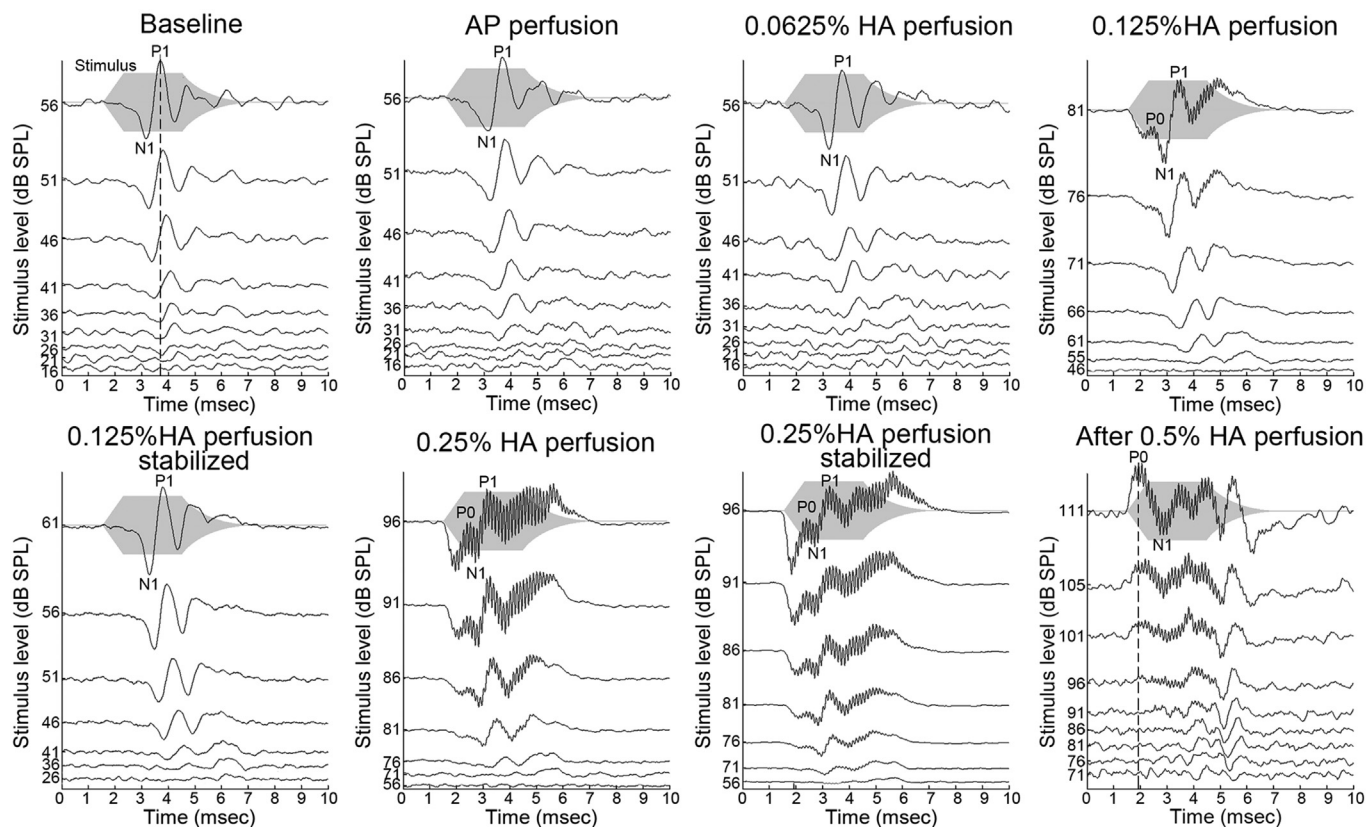 Baseline
P1
Stimulus
56
N1
51
46
41
36
31
26
21
16
Stimulus level (dB SPL)
0 1 2 3 4 5 6 7 8 9 10
Time (msec)
AP perfusion
P1
56
N1
51
46
41
36
31
26
21
16
Stimulus level (dB SPL)
0 1 2 3 4 5 6 7 8 9 10
Time (msec)
0.0625% HA perfusion
P1
56
N1
51
46
41
36
31
26
21
16
Stimulus level (dB SPL)
0 1 2 3 4 5 6 7 8 9 10
Time (msec)
0.125%HA perfusion
P1
81
P0
N1
76
71
66
61
55
46
Stimulus level (dB SPL)
0 1 2 3 4 5 6 7 8 9 10
Time (msec)
0.125%HA perfusion
stabilized
P1
61
N1
56
51
46
41
36
26
Stimulus level (dB SPL)
0 1 2 3 4 5 6 7 8 9 10
Time (msec)
0.25% HA perfusion
P1
P0
96
N1
91
86
81
76
71
56
Stimulus level (dB SPL)
0 1 2 3 4 5 6 7 8 9 10
Time (msec)
0.25%HA perfusion
stabilized
P1
P0
96
N1
91
86
81
76
71
56
Stimulus level (dB SPL)
0 1 2 3 4 5 6 7 8 9 10
Time (msec)
After 0.5% HA perfusion
P0
111
N1
105
101
96
91
86
81
76
71
Stimulus level (dB SPL)
0 1 2 3 4 5 6 7 8 9 10
Time (msec)